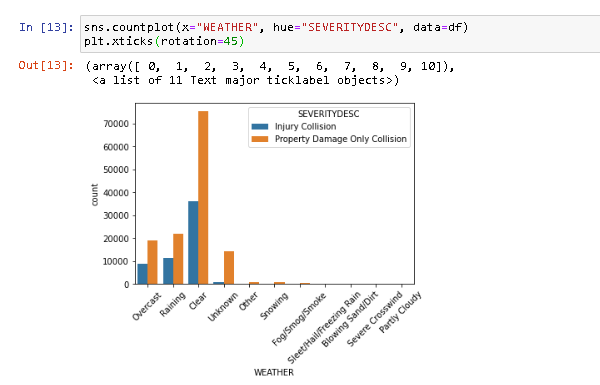 In [13]: sns.countplot(x="WEATHER", hue="SEVERITYDESC", data=df)
plt.xticks(rotation=45)
Out[13]: (array([ 0, 1, 2, 3, 4, 5, 6, 7, 8, 9, 10]),
<a list of 11 Text major ticklabel objects>)
SEVERITYDESC
Injury Collision
Property Damage Only Collision
70000
60000
50000
40000
30000
20000
10000
0
count
Overcast
Raining
Clear
Unknown
Other
Snowing
Fog/Smog/Smoke
Sleet/Hail/Freezing Rain
Blowing Sand/Dirt
Severe Crosswind
Partly Cloudy
WEATHER